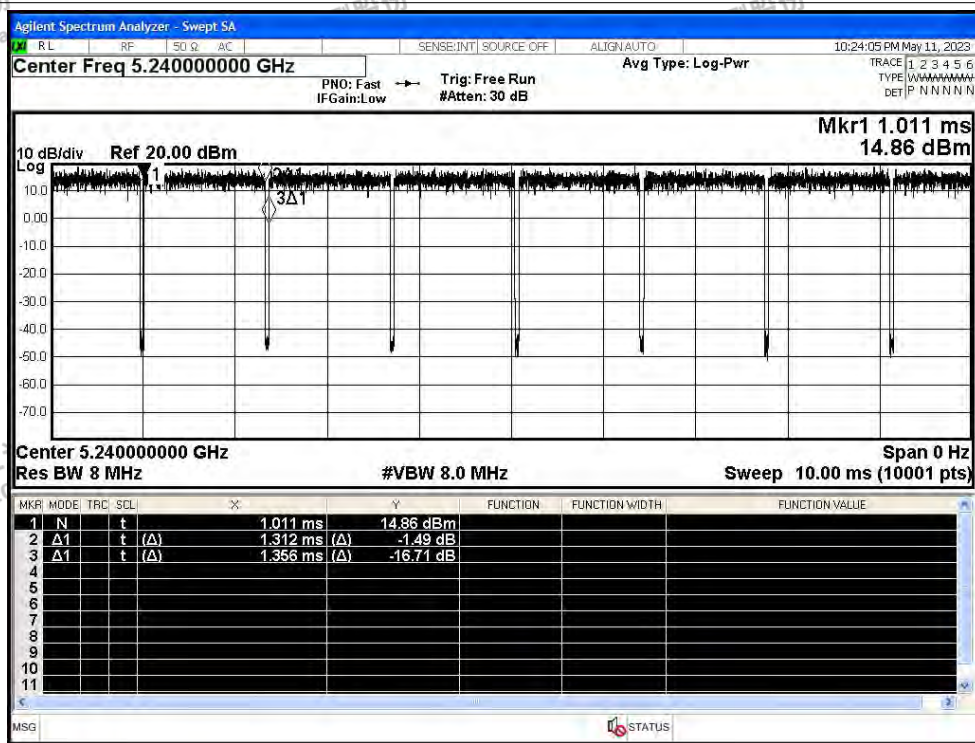 Agilent Spectrum Analyzer - Swept SA
RL RF 50 Ω AC SENSE:INT SOURCE OFF ALIGN AUTO 10:24:05 PM May 11, 2023
Center Freq 5.240000000 GHz
PNO: Fast
IFGain:Low
Trig: Free Run
#Atten: 30 dB
Avg Type: Log-Pwr
TRACE 1 2 3 4 5 6
TYPE
DET P N N N N N
Mkr1 1.011 ms
14.86 dBm
10 dB/div Ref 20.00 dBm
Log
10.0
0.00
-10.0
-20.0
-30.0
-40.0
-50.0
-60.0
-70.0
1
3Δ1
Center 5.240000000 GHz Span 0 Hz
Res BW 8 MHz #VBW 8.0 MHz Sweep 10.00 ms (10001 pts)
MKR MODE TRC SCL X Y FUNCTION FUNCTION WIDTH FUNCTION VALUE
1 N t 1.011 ms 14.86 dBm
2 Δ1 t (Δ) 1.312 ms (Δ) -1.49 dB
3 Δ1 t (Δ) 1.356 ms (Δ) -16.71 dB
4
5
6
7
8
9
10
11
MSG STATUS